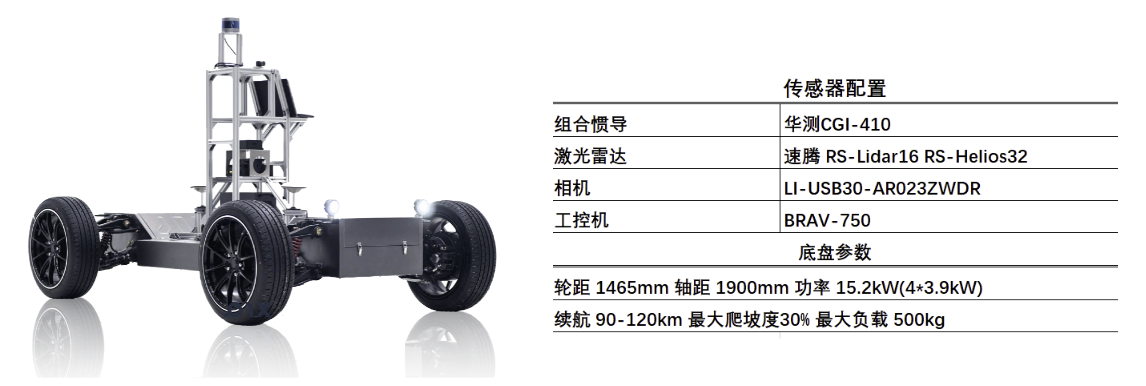 传感器配置
组合惯导 华测CGI-410
激光雷达 速腾 RS-Lidar16 RS-Helios32
相机 LI-USB30-AR023ZWDR
工控机 BRAV-750
底盘参数
轮距 1465mm 轴距 1900mm 功率 15.2kW(4*3.9kW)
续航 90-120km 最大爬坡度30% 最大负载 500kg